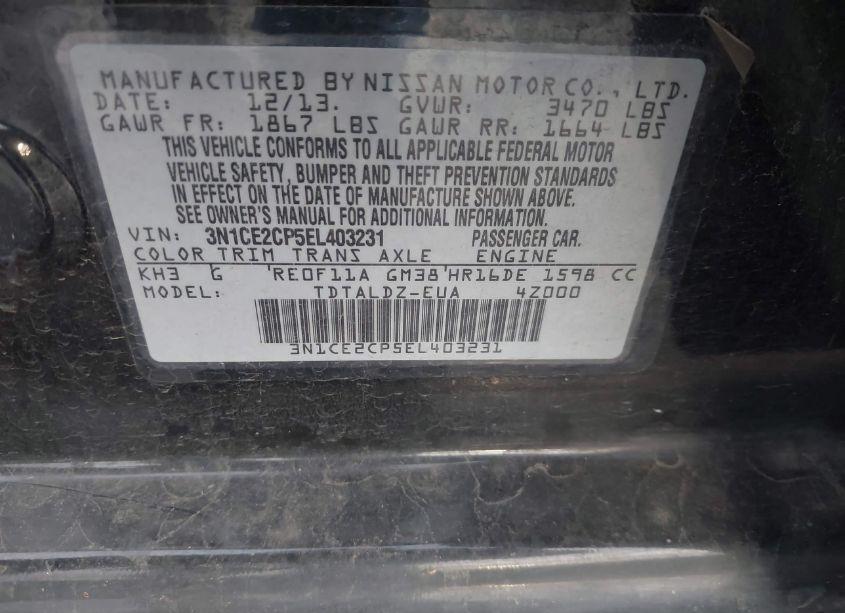 MANUFACTURED BY NISSAN MOTOR CO., LTD.
DATE: 12/13. GVWR: 3470 LBS
GAWR FR: 1867 LBS GAWR RR: 1664 LBS
THIS VEHICLE CONFORMS TO ALL APPLICABLE FEDERAL MOTOR
VEHICLE SAFETY, BUMPER AND THEFT PREVENTION STANDARDS
IN EFFECT ON THE DATE OF MANUFACTURE SHOWN ABOVE.
SEE OWNER'S MANUAL FOR ADDITIONAL INFORMATION.
VIN: 3N1CE2CP5EL403231 PASSENGER CAR.
COLOR TRIM TRANS AXLE ENGINE
KH3 G 'RE0F11A GM38'HR16DE 1598 CC
MODEL: TDTALDZ-EUA 4Z000
3N1CE2CP5EL403231